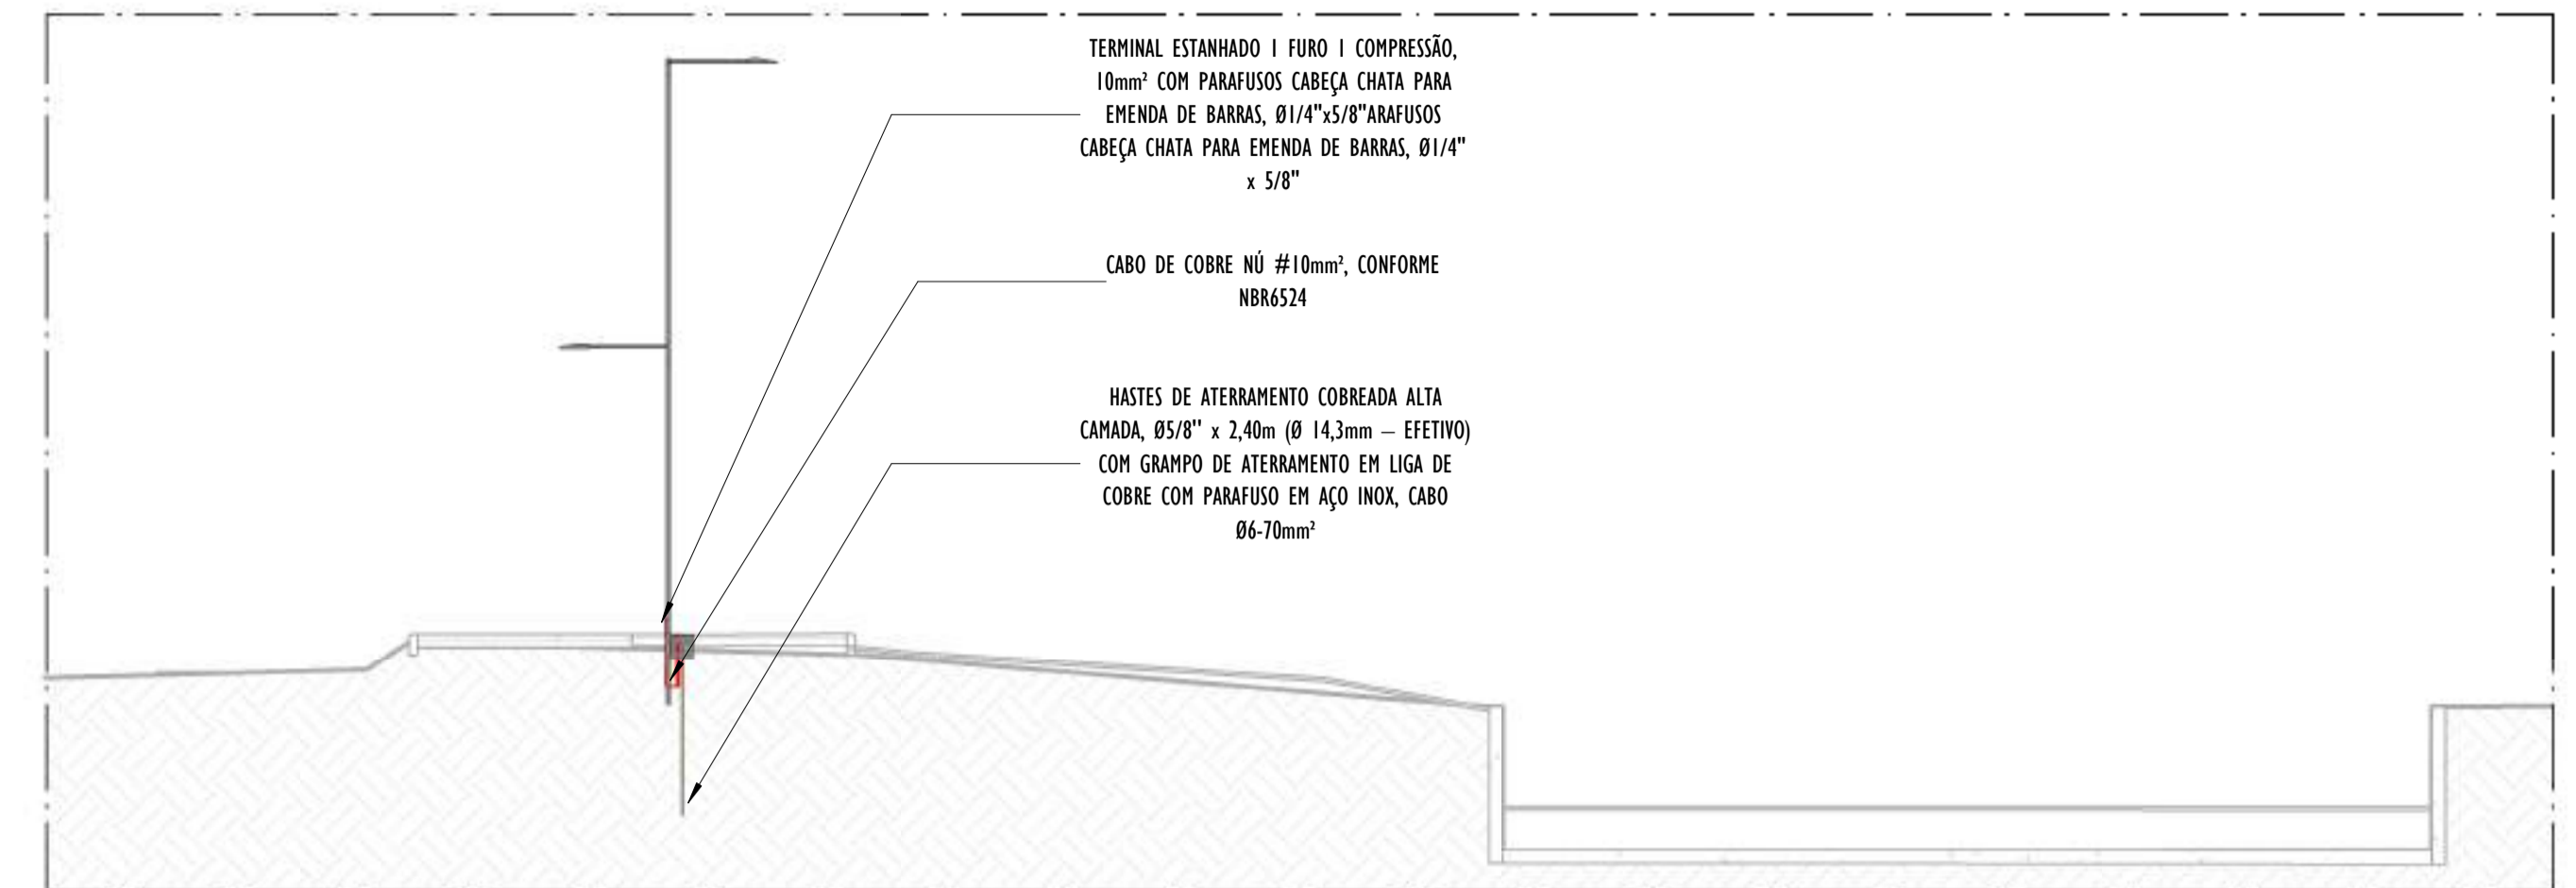 TERMINAL ESTANHADO 1 FURO 1 COMPRESSÃO,
10mm² COM PARAFUSOS CABEÇA CHATA PARA
EMENDA DE BARRAS, Ø1/4"x5/8"ARAFUSOS
CABEÇA CHATA PARA EMENDA DE BARRAS, Ø1/4"
x 5/8"
CABO DE COBRE NÚ #10mm², CONFORME
NBR6524
HASTES DE ATERRAMENTO COBREADA ALTA
CAMADA, Ø5/8'' x 2,40m (Ø 14,3mm – EFETIVO)
COM GRAMPO DE ATERRAMENTO EM LIGA DE
COBRE COM PARAFUSO EM AÇO INOX, CABO
Ø6-70mm²